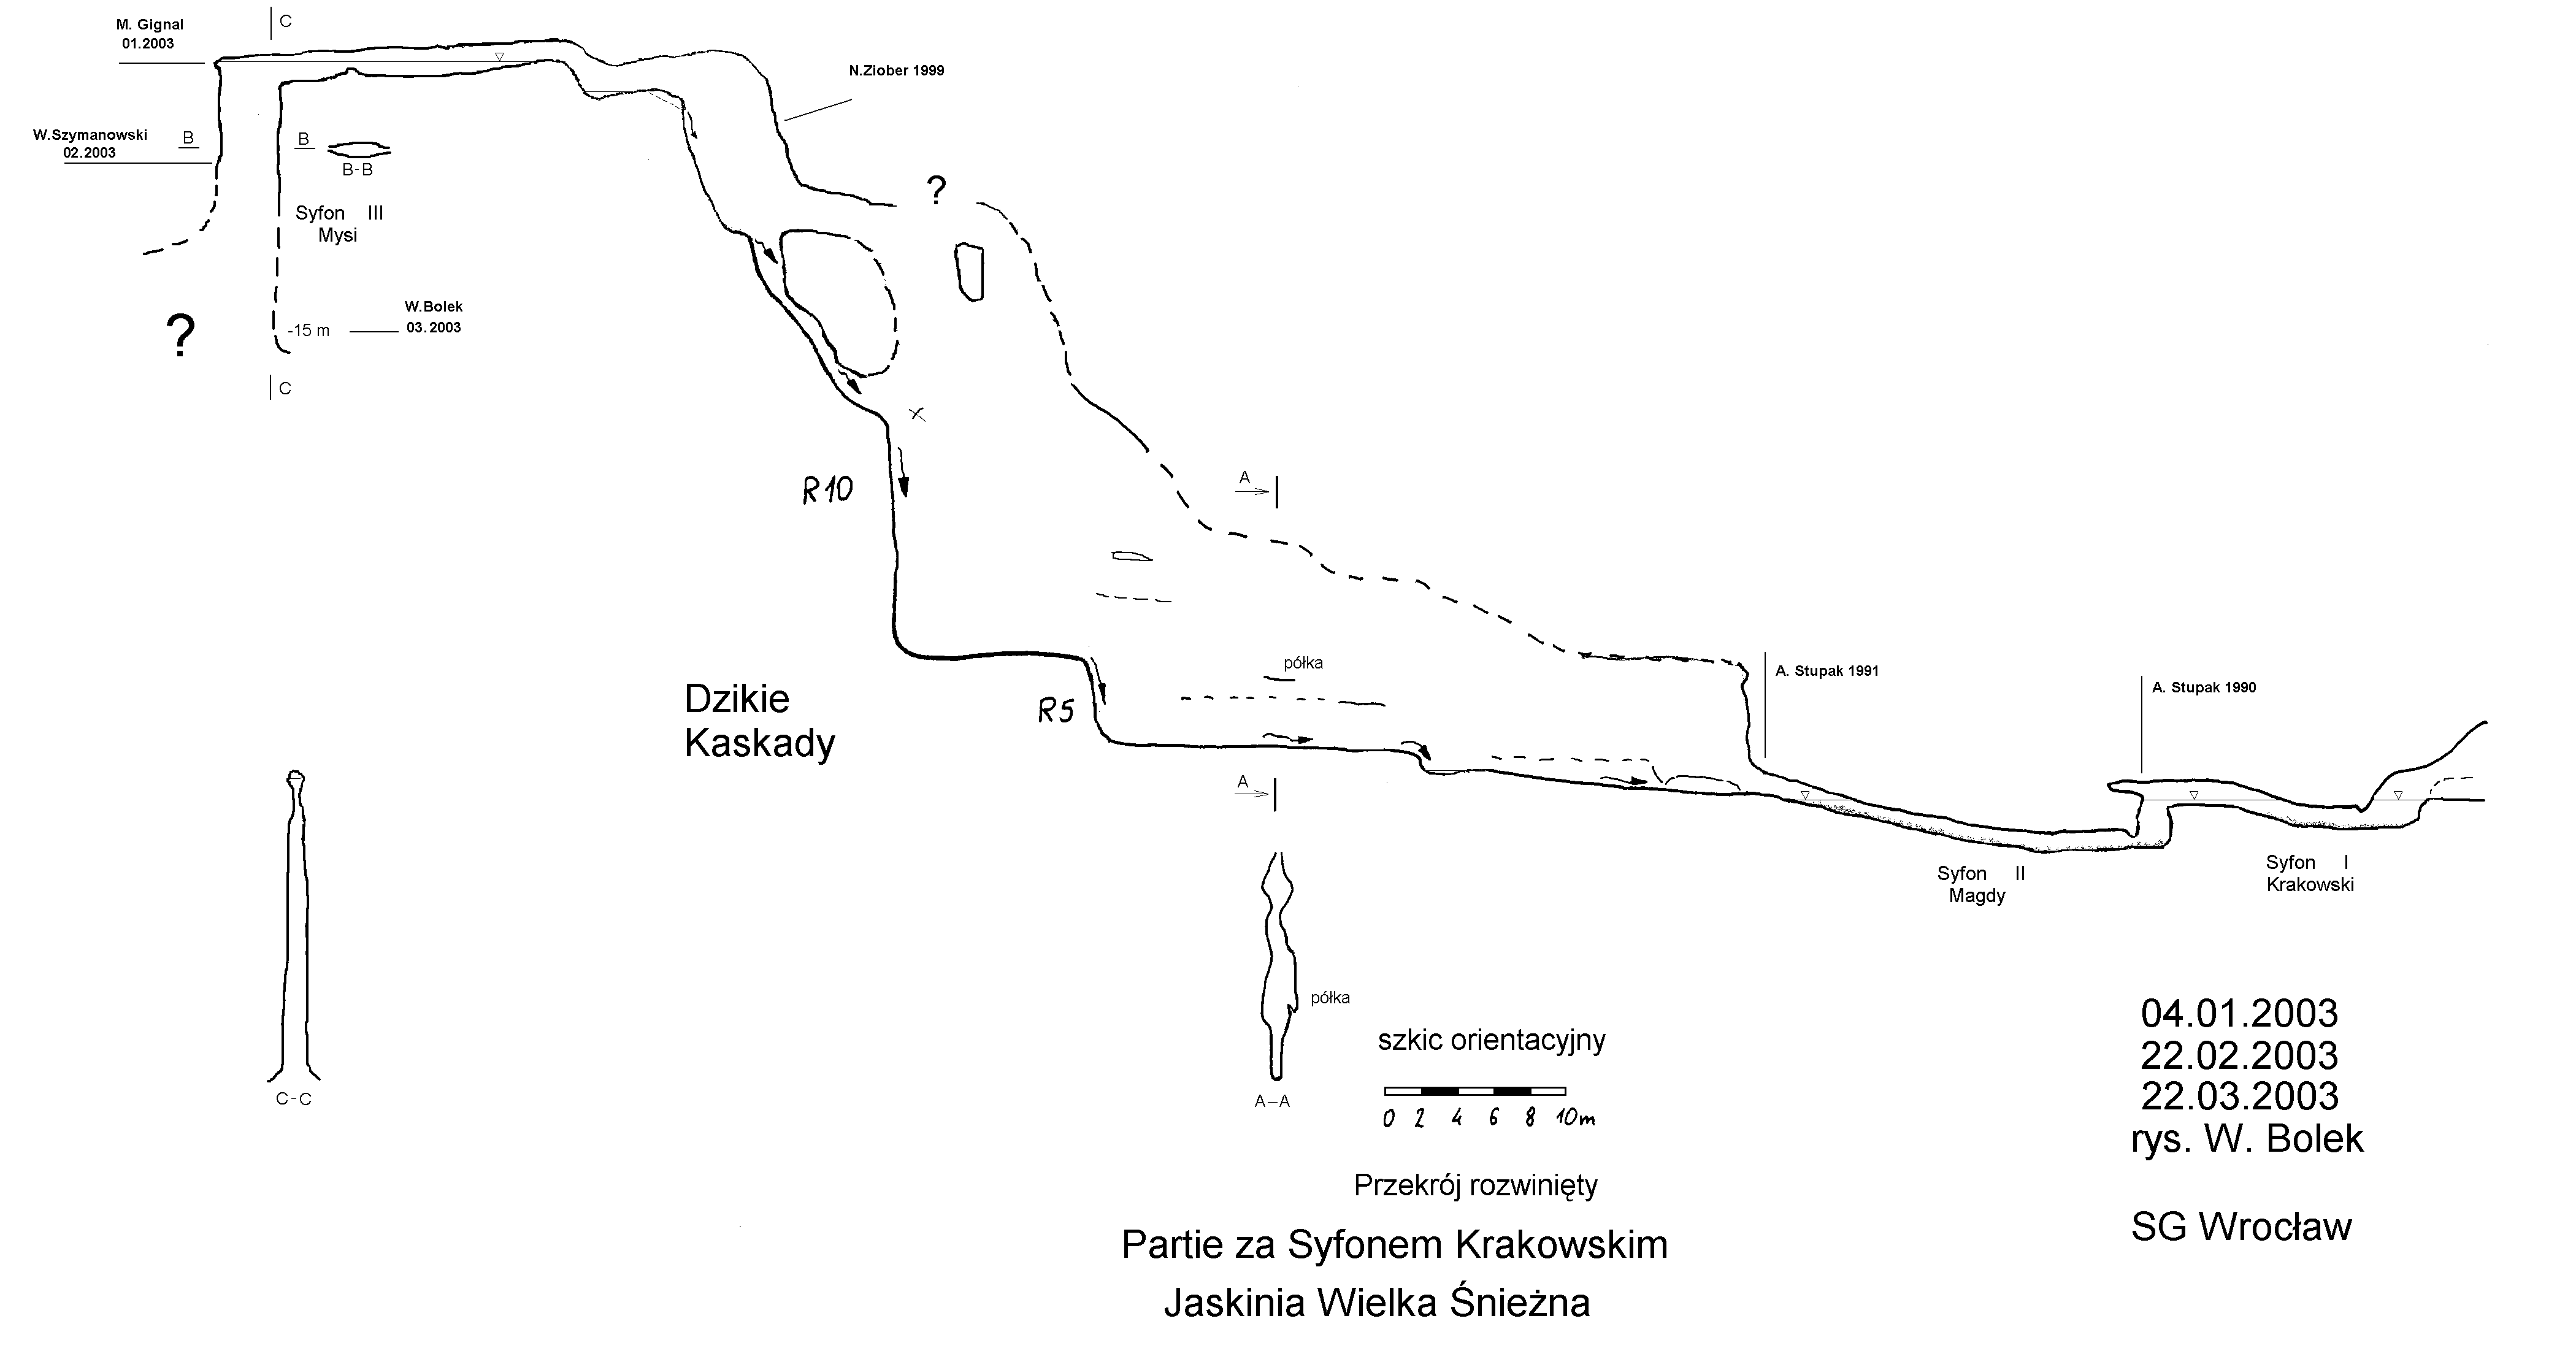 M. Gignal
01.2003
C
N.Ziober 1999
W.Szymanowski
02.2003
B
B
B-B
?
Syfon III
Mysi
?
-15 m
W.Bolek
03.2003
C
R10
A
półka
Dzikie
Kaskady
R5
A. Stupak 1991
A. Stupak 1990
A
Syfon II
Magdy
Syfon I
Krakowski
półka
C-C
A-A
szkic orientacyjny
0 2 4 6 8 10m
04.01.2003
22.02.2003
22.03.2003
rys. W. Bolek
SG Wrocław
Przekrój rozwinięty
Partie za Syfonem Krakowskim
Jaskinia Wielka Śnieżna